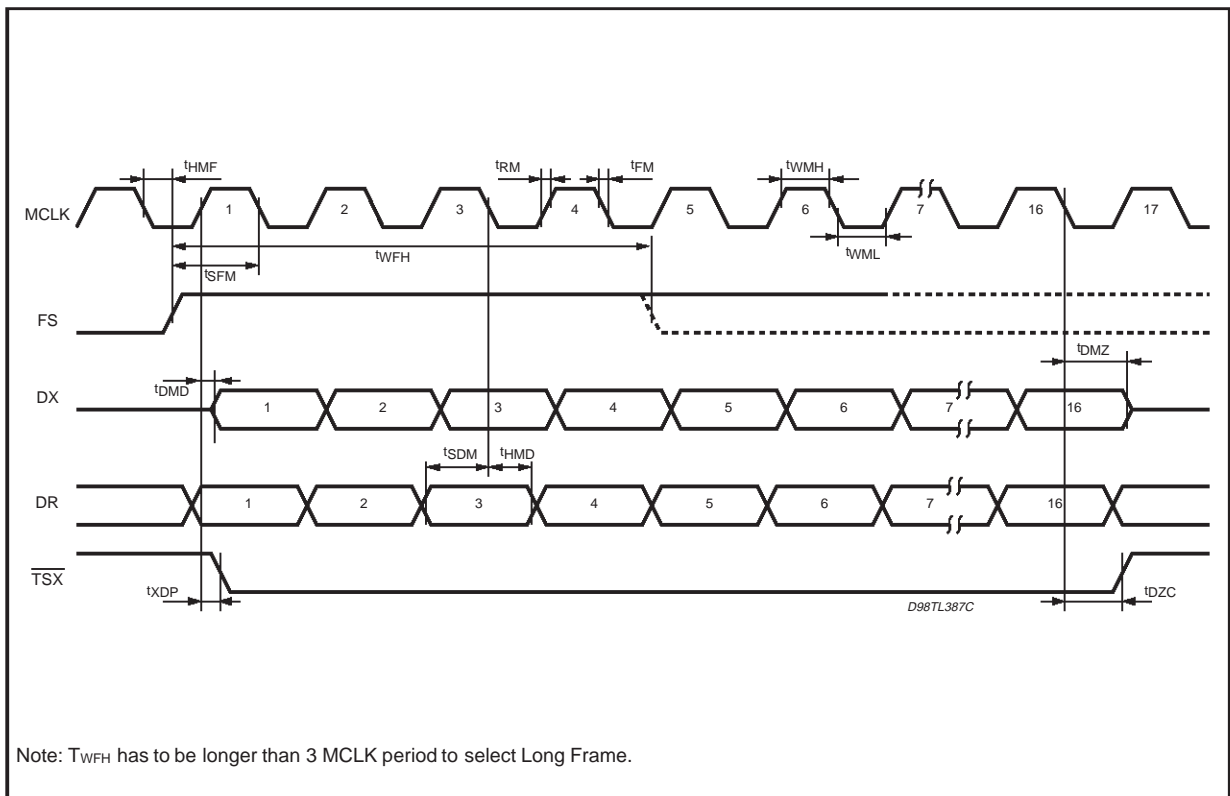 tHMF
tRM
tFM
tWMH
MCLK
1 2 3 4 5 6 7 16 17
tWFH
tWML
tSFM
FS
tDMZ
tDMD
DX
1 2 3 4 5 6 7 16
tSDM tHMD
DR
1 2 3 4 5 6 7 16
TSX
tXDP
tDZC
D98TL387C
Note: TWFH has to be longer than 3 MCLK period to select Long Frame.